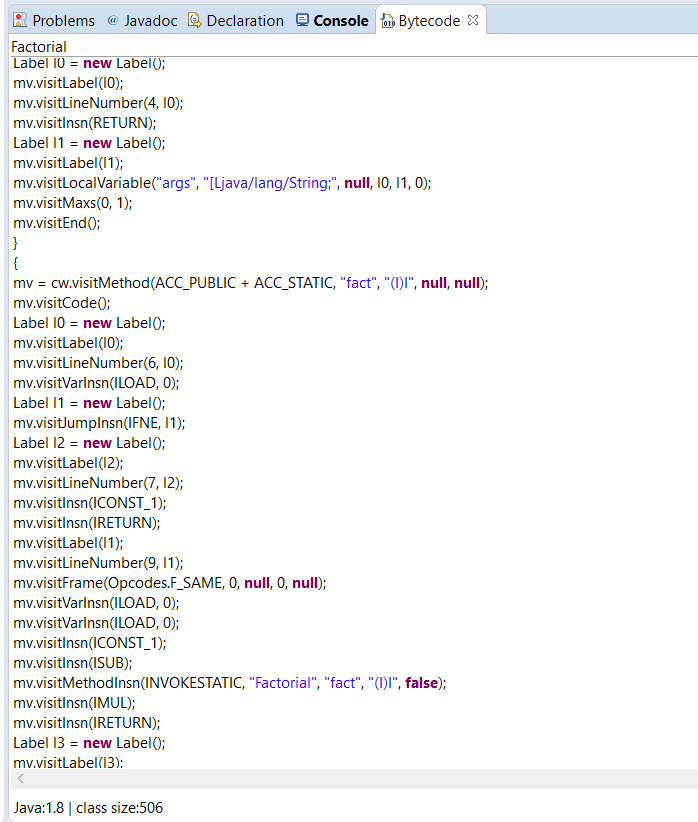 Problems @ Javadoc Declaration Console Bytecode
Factorial
Label l0 = new Label();
mv.visitLabel(l0);
mv.visitLineNumber(4, l0);
mv.visitInsn(RETURN);
Label l1 = new Label();
mv.visitLabel(l1);
mv.visitLocalVariable("args", "[Ljava/lang/String;", null, l0, l1, 0);
mv.visitMaxs(0, 1);
mv.visitEnd();
}
{
mv = cw.visitMethod(ACC_PUBLIC + ACC_STATIC, "fact", "(I)I", null, null);
mv.visitCode();
Label l0 = new Label();
mv.visitLabel(l0);
mv.visitLineNumber(6, l0);
mv.visitVarInsn(ILOAD, 0);
Label l1 = new Label();
mv.visitJumpInsn(IFNE, l1);
Label l2 = new Label();
mv.visitLabel(l2);
mv.visitLineNumber(7, l2);
mv.visitInsn(ICONST_1);
mv.visitInsn(IRETURN);
mv.visitLabel(l1);
mv.visitLineNumber(9, l1);
mv.visitFrame(Opcodes.F_SAME, 0, null, 0, null);
mv.visitVarInsn(ILOAD, 0);
mv.visitVarInsn(ILOAD, 0);
mv.visitInsn(ICONST_1);
mv.visitInsn(ISUB);
mv.visitMethodInsn(INVOKESTATIC, "Factorial", "fact", "(I)I", false);
mv.visitInsn(IMUL);
mv.visitInsn(IRETURN);
Label l3 = new Label();
mv.visitLabel(l3);
Java:1.8 | class size:506